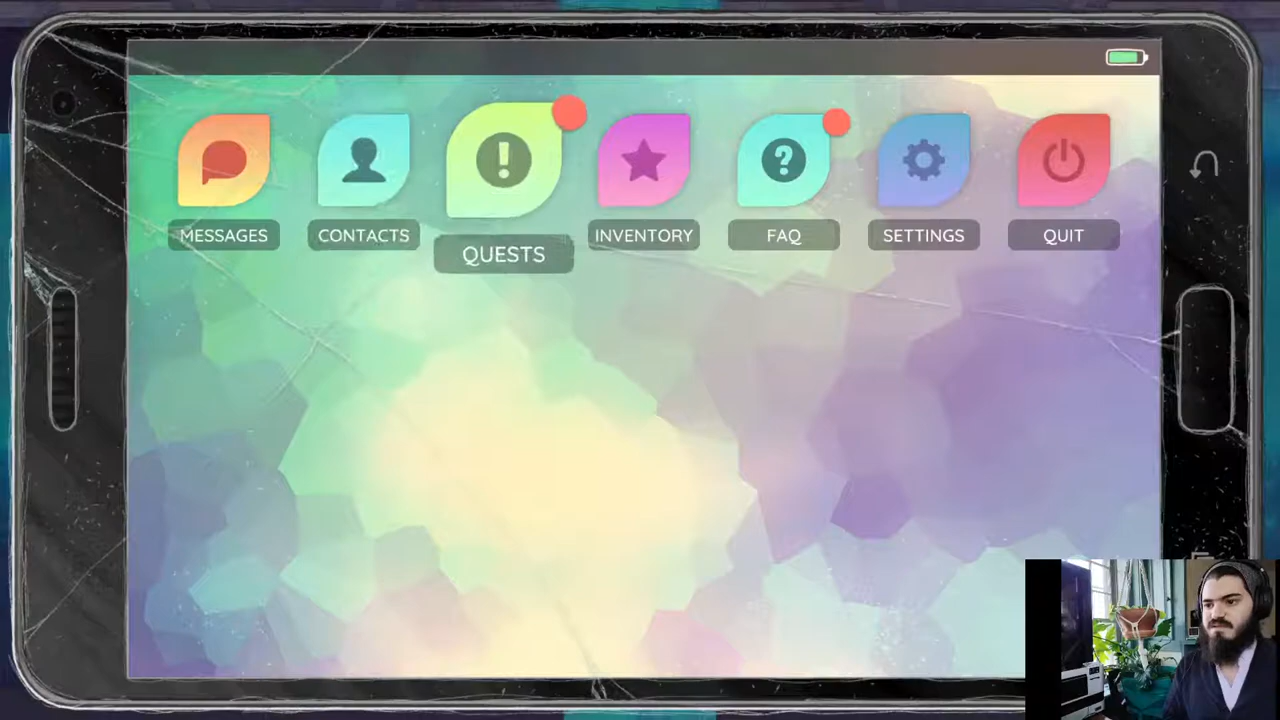 MESSAGES
CONTACTS
QUESTS
INVENTORY
FAQ
SETTINGS
QUIT